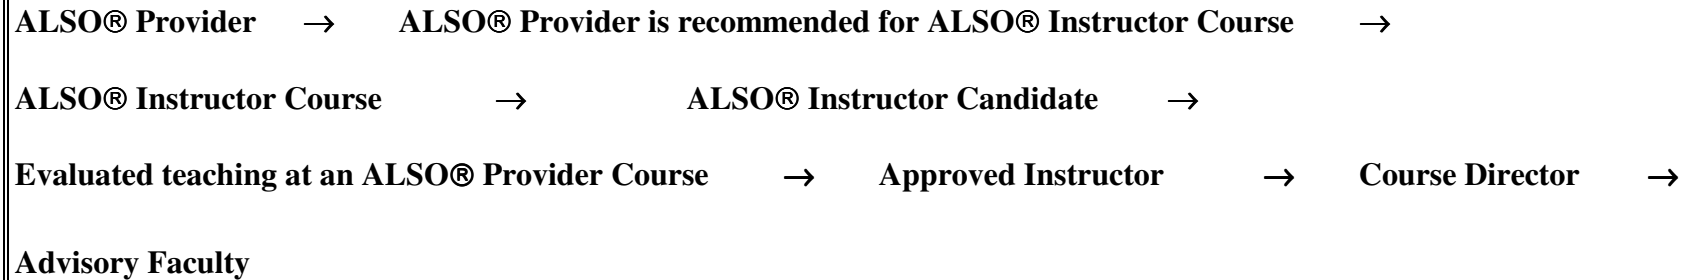 ALSO® Provider → ALSO® Provider is recommended for ALSO® Instructor Course →
ALSO® Instructor Course → ALSO® Instructor Candidate →
Evaluated teaching at an ALSO® Provider Course → Approved Instructor → Course Director →
Advisory Faculty